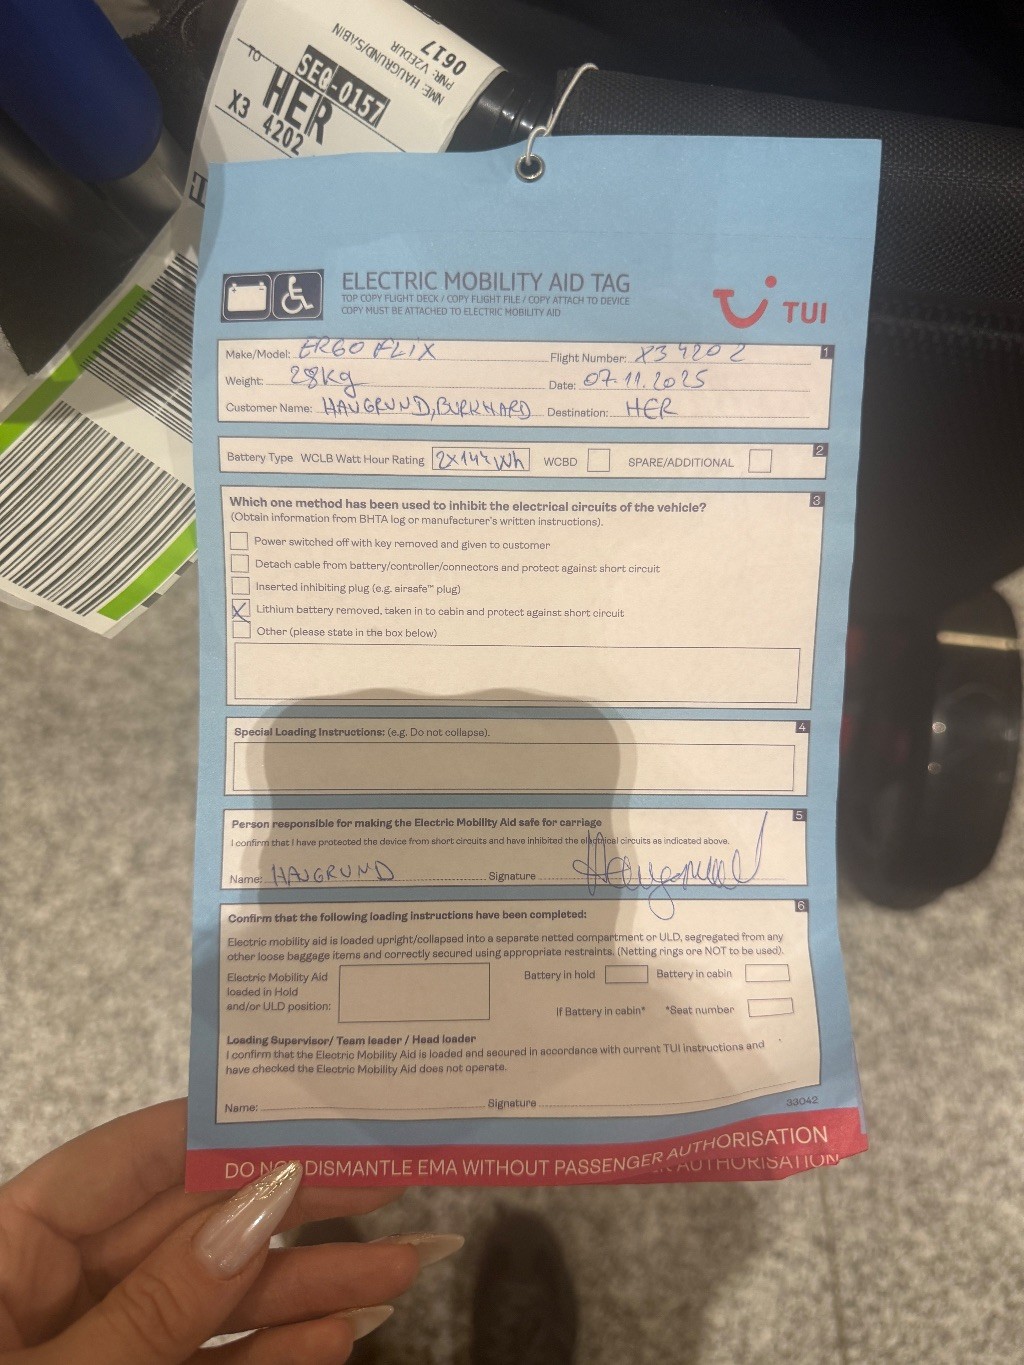 NME: HAUGRUND/SABIN
PNR: VZEDUR
0617
TO
SEQ-0157
HER
X3 4202
ELECTRIC MOBILITY AID TAG
TOP COPY FLIGHT DECK / COPY FLIGHT FILE / COPY ATTACH TO DEVICE
COPY MUST BE ATTACHED TO ELECTRIC MOBILITY AID
TUI
1
Make/Model: ERGO FLIX Flight Number: X3 4202
Weight: 28kg Date: 07.11.2025
Customer Name: HAUGRUND, BURKHARD Destination: HER
2
Battery Type WCLB Watt Hour Rating 2X147Wh WCBD SPARE/ADDITIONAL
3
Which one method has been used to inhibit the electrical circuits of the vehicle?
(Obtain information from BHTA log or manufacturer's written instructions).
Power switched off with key removed and given to customer
Detach cable from battery/controller/connectors and protect against short circuit
Inserted inhibiting plug (e.g. airsafe™ plug)
X Lithium battery removed, taken in to cabin and protect against short circuit
Other (please state in the box below)
4
Special Loading Instructions: (e.g. Do not collapse).
5
Person responsible for making the Electric Mobility Aid safe for carriage
I confirm that I have protected the device from short circuits and have inhibited the electrical circuits as indicated above.
Name: HAUGRUND Signature Haugrund
6
Confirm that the following loading instructions have been completed:
Electric mobility aid is loaded upright/collapsed into a separate netted compartment or ULD, segregated from any
other loose baggage items and correctly secured using appropriate restraints. (Netting rings are NOT to be used).
Electric Mobility Aid
loaded in Hold
and/or ULD position:
Battery in hold Battery in cabin
If Battery in cabin* *Seat number
Loading Supervisor/ Team leader / Head loader
I confirm that the Electric Mobility Aid is loaded and secured in accordance with current TUI instructions and
have checked the Electric Mobility Aid does not operate.
Name: Signature
33042
DO NOT DISMANTLE EMA WITHOUT PASSENGER AUTHORISATION
AUTHORISATION